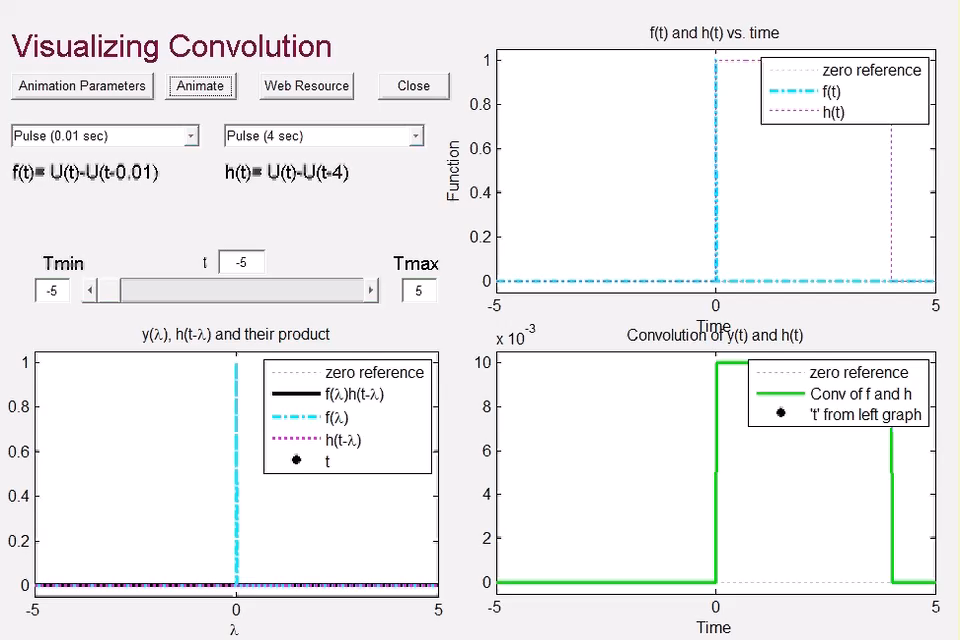 Visualizing Convolution
Animation Parameters
Animate
Web Resource
Close
Pulse (0.01 sec)
Pulse (4 sec)
f(t)= U(t)-U(t-0.01)
h(t)= U(t)-U(t-4)
t
-5
Tmin
Tmax
-5
5
f(t) and h(t) vs. time
1
0.8
0.6
0.4
0.2
0
Function
zero reference
f(t)
h(t)
-5
0
5
Time
y(λ), h(t-λ) and their product
1
0.8
0.6
0.4
0.2
0
zero reference
f(λ)h(t-λ)
f(λ)
h(t-λ)
t
-5
0
5
λ
Convolution of y(t) and h(t)
x 10⁻³
10
8
6
4
2
0
zero reference
Conv of f and h
't' from left graph
-5
0
5
Time